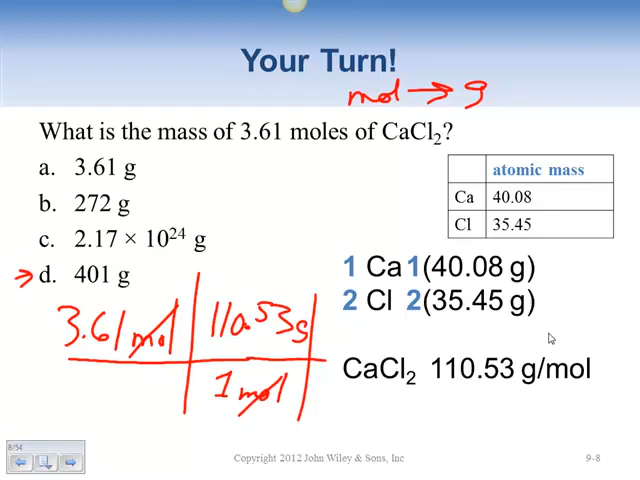 Your Turn!
mol → g
What is the mass of 3.61 moles of CaCl₂?
a. 3.61 g
b. 272 g
c. 2.17 × 10²⁴ g
→ d. 401 g
atomic mass
Ca 40.08
Cl 35.45
1 Ca 1(40.08 g)
2 Cl 2(35.45 g)
CaCl₂ 110.53 g/mol
3.61 mol 110.53 g
1 mol
8/54
Copyright 2012 John Wiley & Sons, Inc
9-8